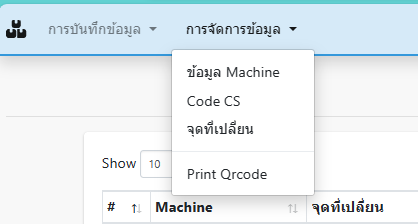 การบันทึกข้อมูล การจัดการข้อมูล
ข้อมูล Machine
Code CS
จุดที่เปลี่ยน
Print Qrcode
Show 10
# Machine จุดที่เปลี่ยน